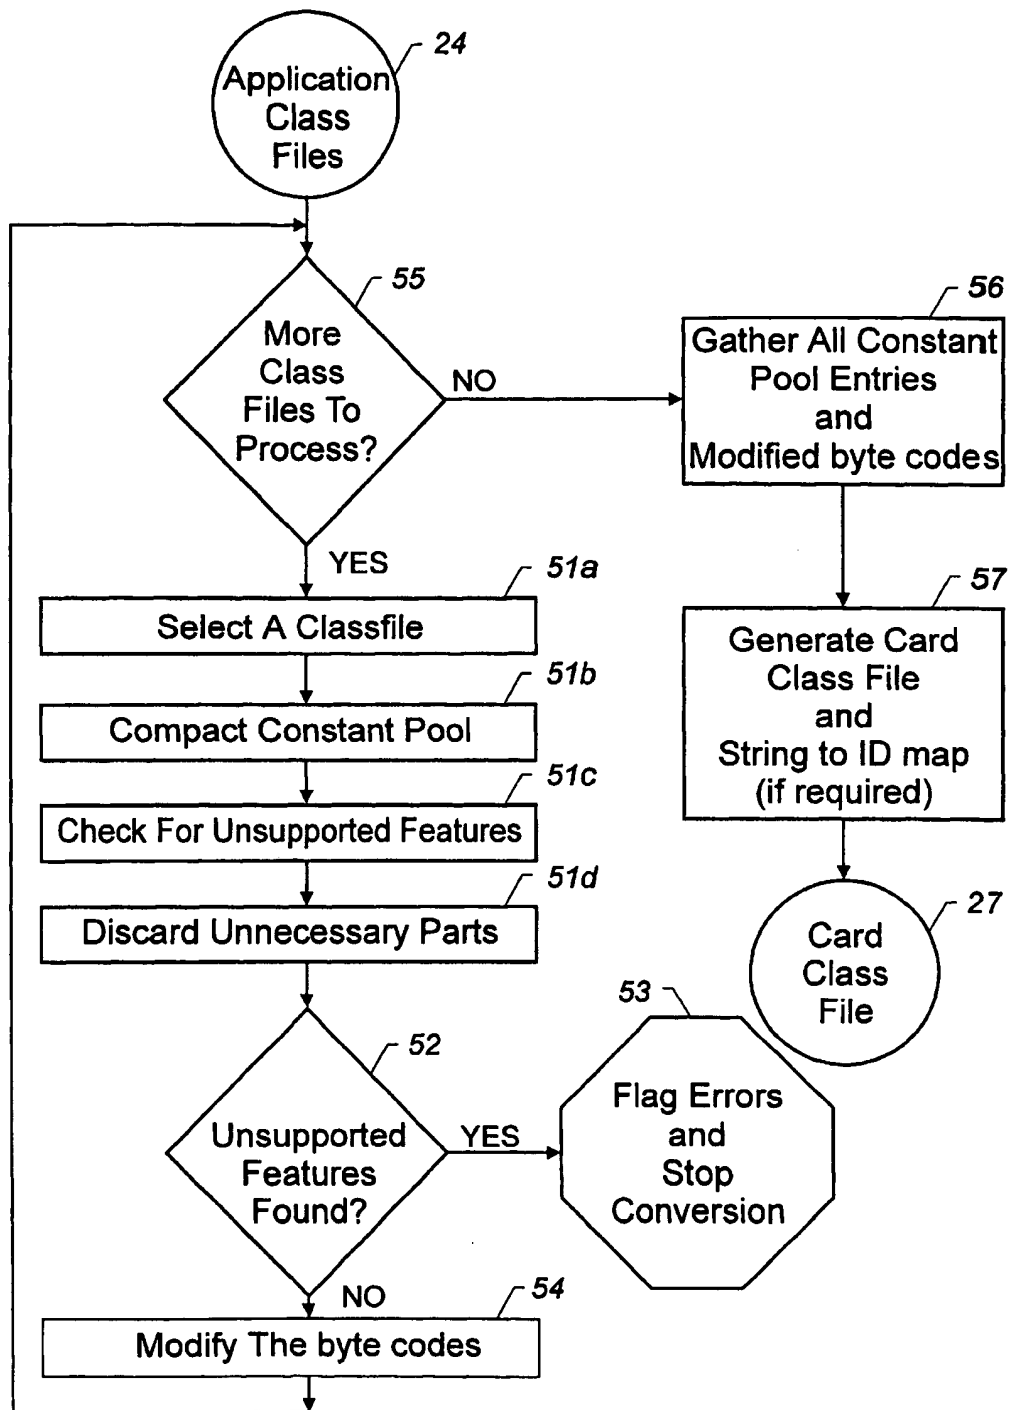 24
Application
Class
Files
55
More
Class
Files To
Process?
NO
YES
56
Gather All Constant
Pool Entries
and
Modified byte codes
51a
Select A Classfile
51b
Compact Constant Pool
51c
Check For Unsupported Features
51d
Discard Unnecessary Parts
57
Generate Card
Class File
and
String to ID map
(if required)
27
Card
Class
File
52
Unsupported
Features
Found?
YES
NO
53
Flag Errors
and
Stop
Conversion
54
Modify The byte codes